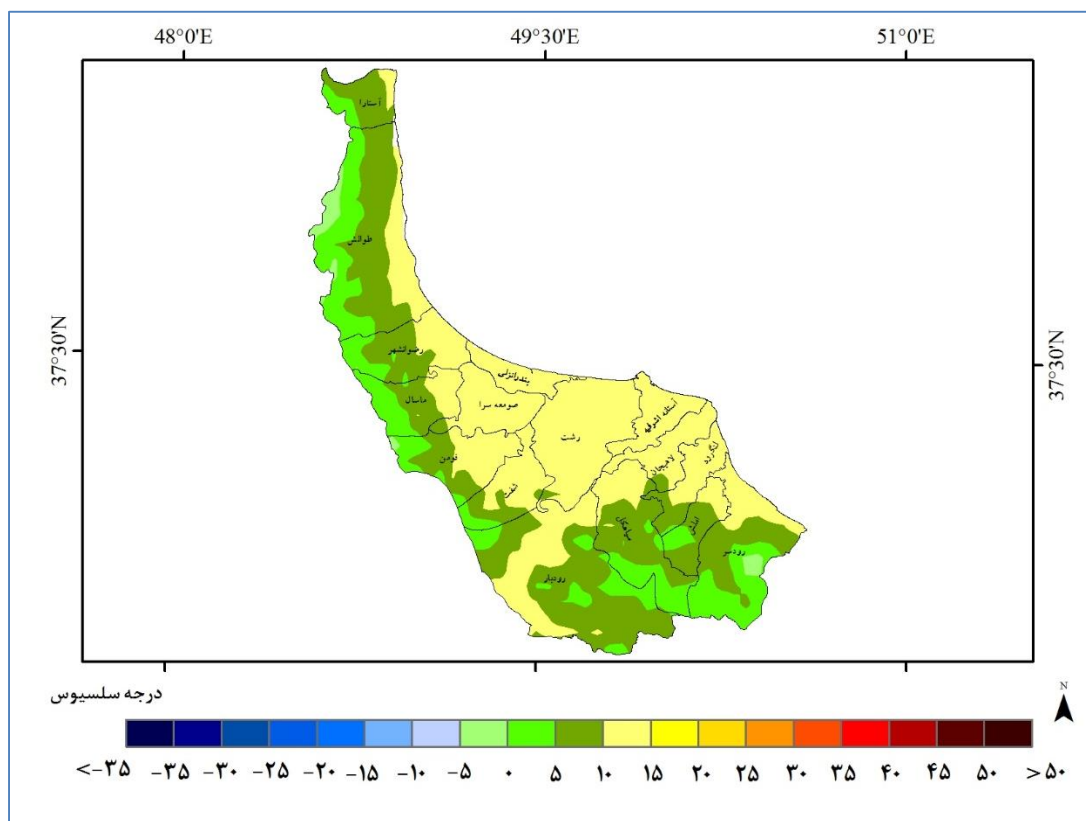 48°0'E 49°30'E 51°0'E
37°30'N 37°30'N
آستارا
طوالش
رضوانشهر
بندرانزلی
ماسال
صومعه سرا
آستانه اشرفیه
رشت
لنگرود
لاهیجان
فومن
شفت
املش
سیاهکل
رودسر
رودبار
درجه سلسیوس
N
<-۳۵ -۳۵ -۳۰ -۲۵ -۲۰ -۱۵ -۱۰ -۵ ۰ ۵ ۱۰ ۱۵ ۲۰ ۲۵ ۳۰ ۳۵ ۴۰ ۴۵ ۵۰ >۵۰